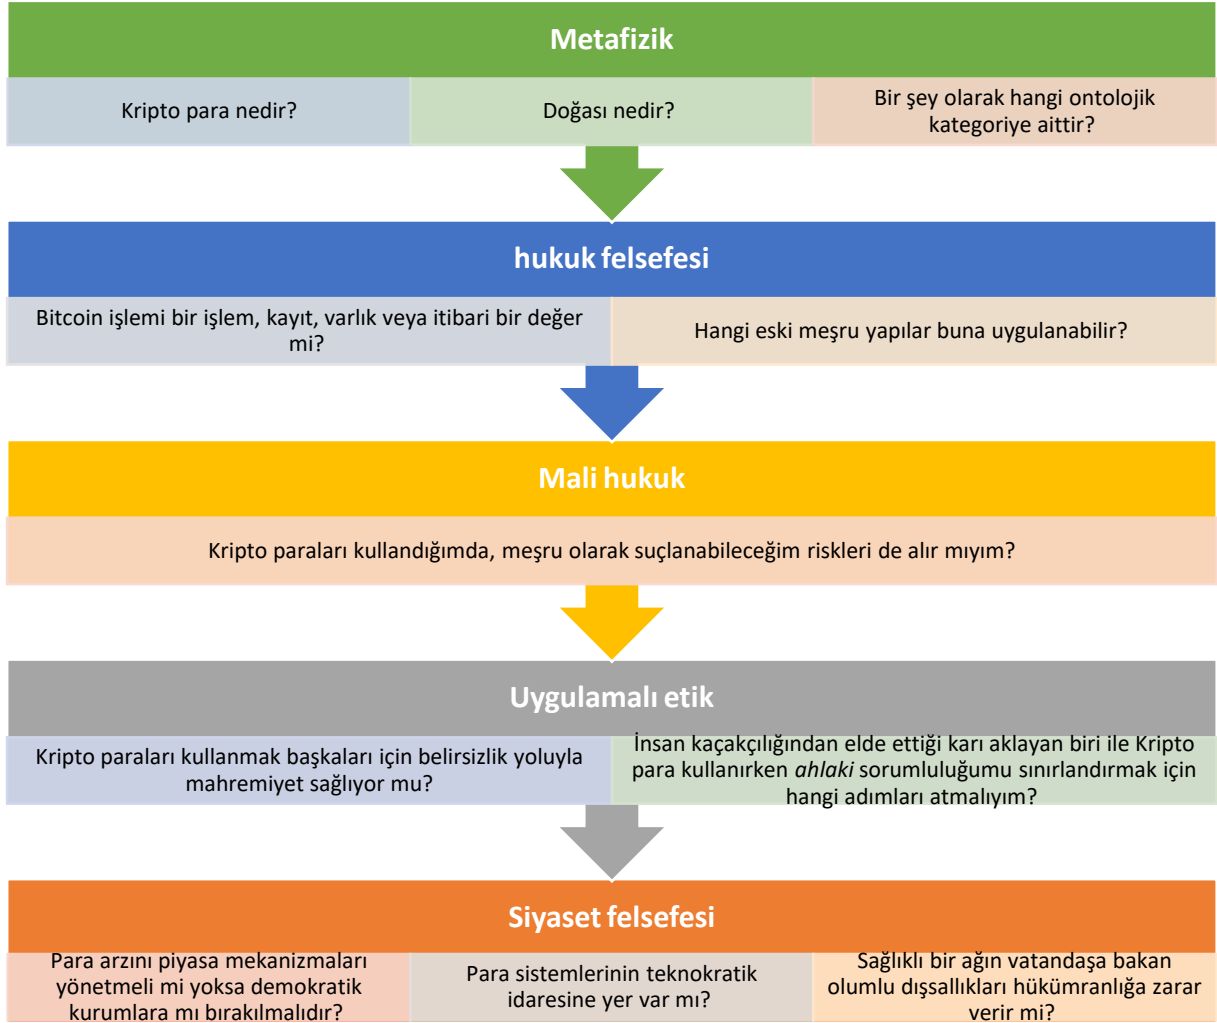 Metafizik
Kripto para nedir?
Doğası nedir?
Bir şey olarak hangi ontolojik
kategoriye aittir?
hukuk felsefesi
Bitcoin işlemi bir işlem, kayıt, varlık veya itibari bir değer
mi?
Hangi eski meşru yapılar buna uygulanabilir?
Mali hukuk
Kripto paraları kullandığımda, meşru olarak suçlanabileceğim riskleri de alır mıyım?
Uygulamalı etik
Kripto paraları kullanmak başkaları için belirsizlik yoluyla
mahremiyet sağlıyor mu?
İnsan kaçakçılığından elde ettiği karı aklayan biri ile Kripto
para kullanırken ahlaki sorumluluğumu sınırlandırmak için
hangi adımları atmalıyım?
Siyaset felsefesi
Para arzını piyasa mekanizmaları
yönetmeli mi yoksa demokratik
kurumlara mı bırakılmalıdır?
Para sistemlerinin teknokratik
idaresine yer var mı?
Sağlıklı bir ağın vatandaşa bakan
olumlu dışsallıkları hükümranlığa zarar
verir mi?